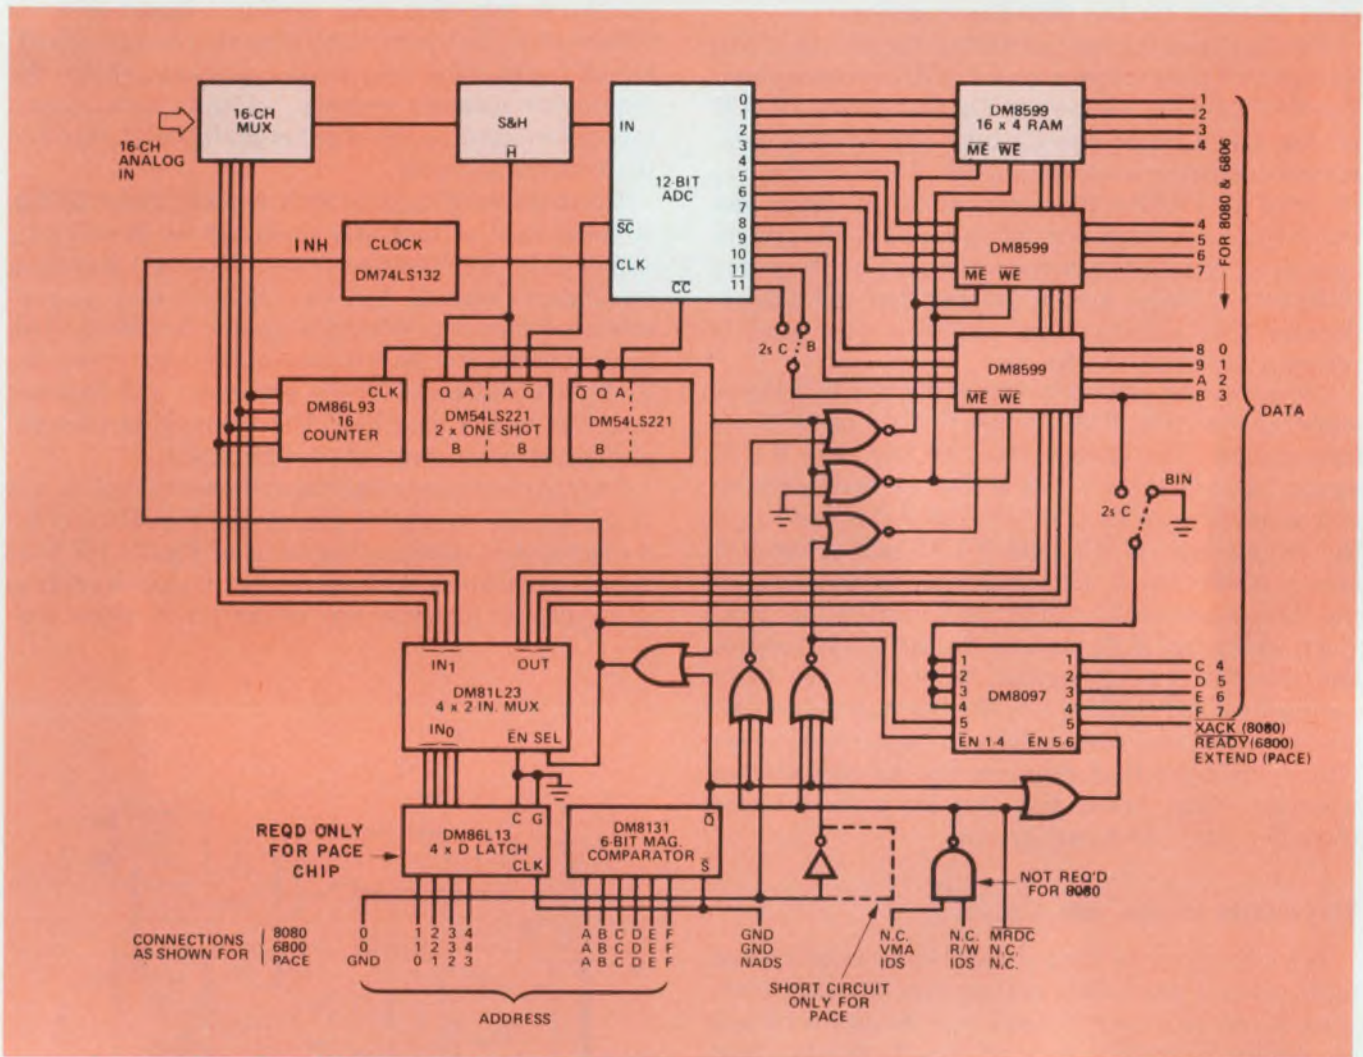 16-CH
MUX
16-CH
ANALOG
IN
S&H
H
IN
12-BIT
ADC
SC
CLK
CC
0
1
2
3
4
5
6
7
8
9
10
11
11
DM8599
16 x 4 RAM
ME WE
1
2
3
4
DM8599
ME WE
4
5
6
7
FOR 8080 & 6806
DM8599
ME WE
8 0
9 1
A 2
B 3
DATA
INH
CLOCK
DM74LS132
2s C
B
CLK
DM86L93
16
COUNTER
Q A A Q
DM54LS221
2 x ONE SHOT
B B
Q Q A
DM54LS221
B
2s C
BIN
IN1
OUT
DM81L23
4 x 2 IN. MUX
IN0
EN SEL
1 1
2 2
3 3
4 4
5 5
DM8097
EN 1-4 EN 5-6
C 4
D 5
E 6
F 7
XACK (8080)
READY (6800)
EXTEND (PACE)
REQD ONLY
FOR PACE
CHIP
C G
DM86L13
4 x D LATCH
CLK
DM8131
6-BIT MAG.
COMPARATOR
Q
S
NOT REQ'D
FOR 8080
CONNECTIONS
AS SHOWN FOR
8080
6800
PACE
0 1 2 3 4 A B C D E F GND N.C. N.C. MRDC
0 1 2 3 4 A B C D E F GND VMA R/W N.C.
GND 0 1 2 3 A B C D E F NADS IDS IDS N.C.
ADDRESS
SHORT CIRCUIT
ONLY FOR
PACE